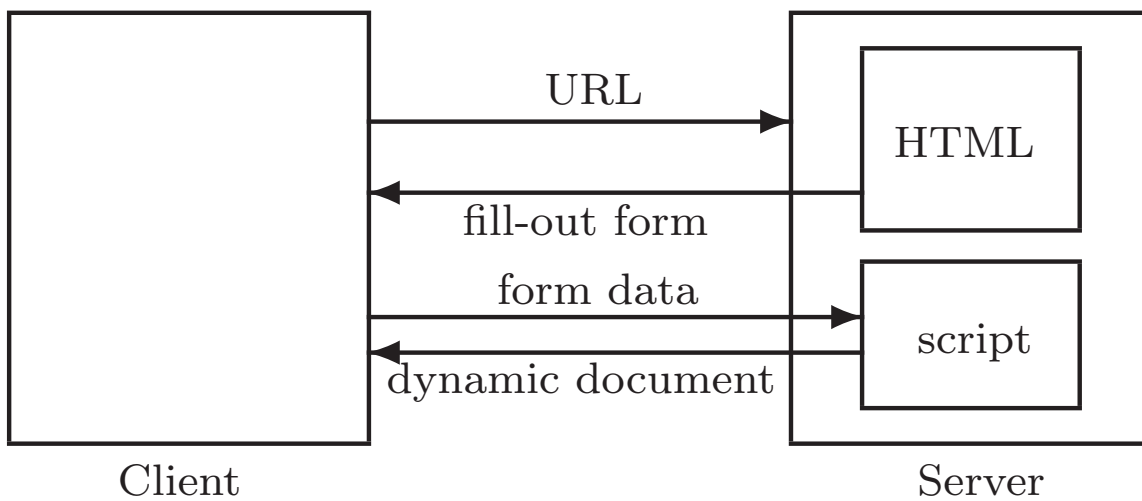 URL
HTML
fill-out form
form data
script
dynamic document
Client
Server